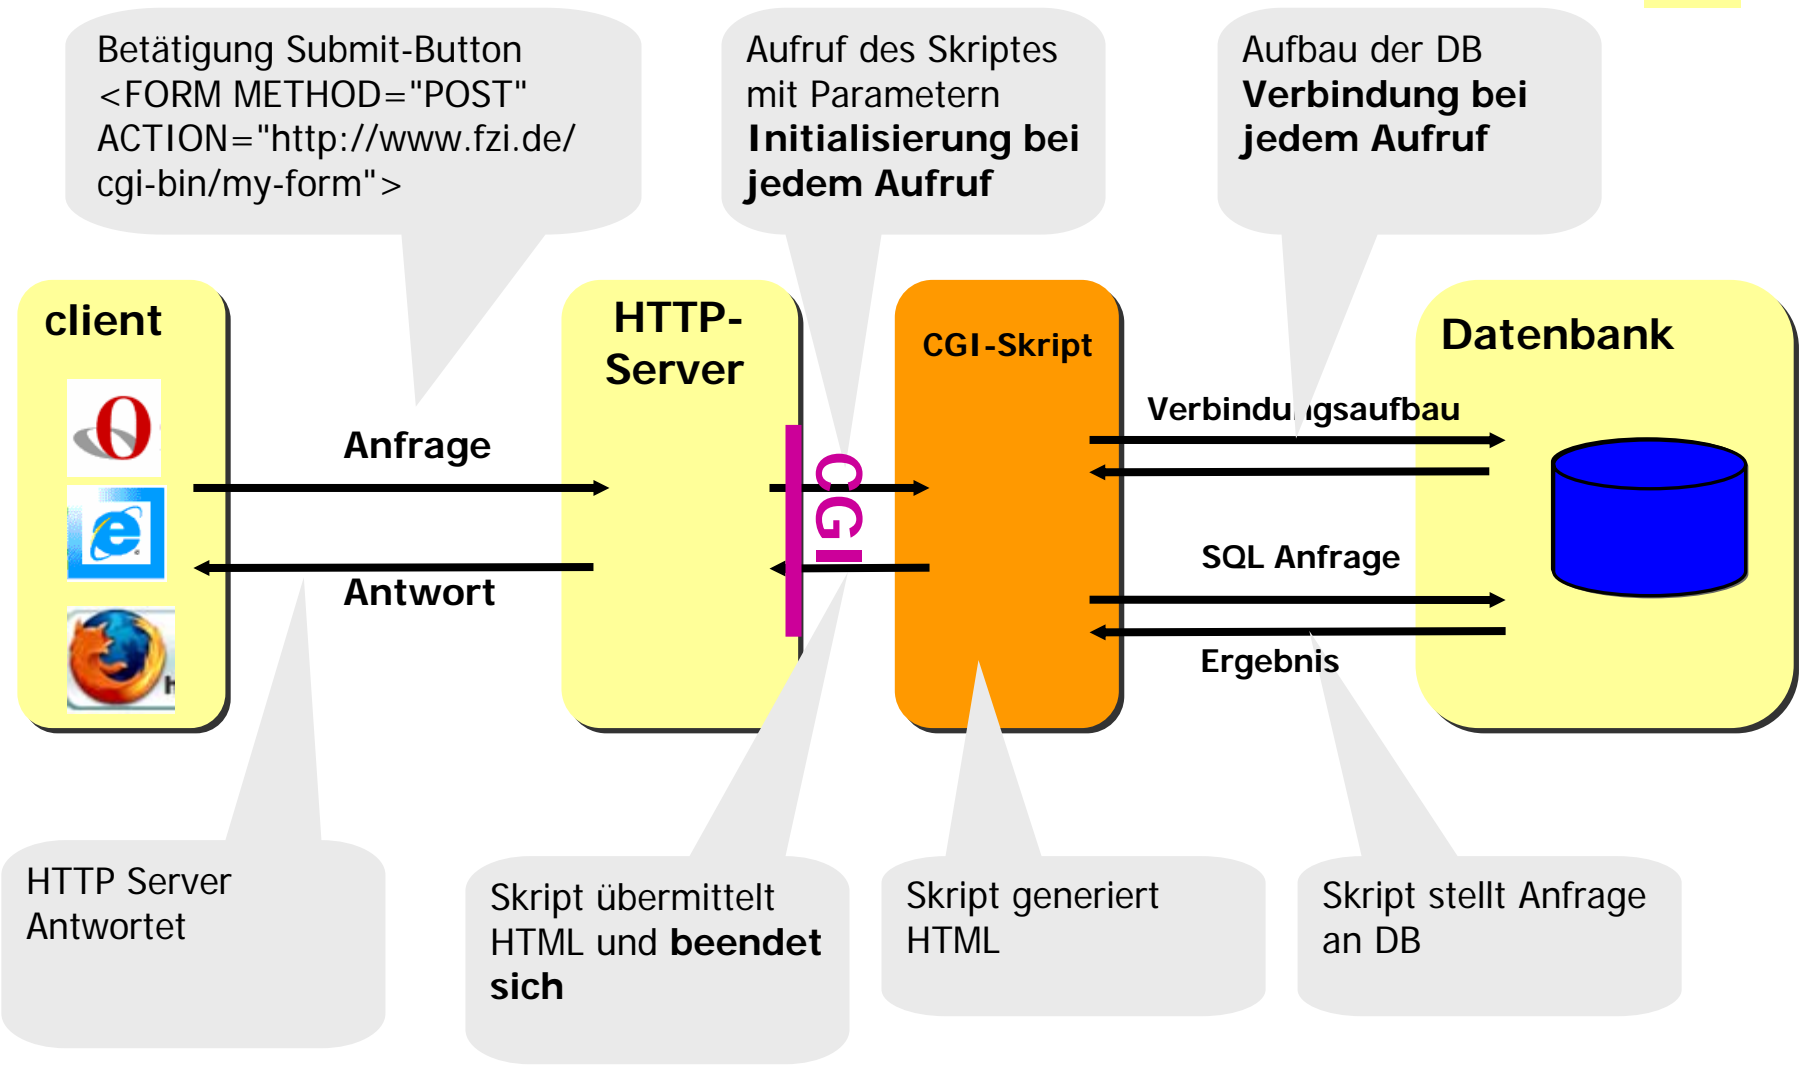 Betätigung Submit-Button
<FORM METHOD="POST"
ACTION="http://www.fzi.de/
cgi-bin/my-form">
Aufruf des Skriptes
mit Parametern
Initialisierung bei
jedem Aufruf
Aufbau der DB
Verbindung bei
jedem Aufruf
client
HTTP-
Server
CGI-Skript
Datenbank
Anfrage
Antwort
CGI
Verbindungsaufbau
SQL Anfrage
Ergebnis
HTTP Server
Antwortet
Skript übermittelt
HTML und beendet
sich
Skript generiert
HTML
Skript stellt Anfrage
an DB